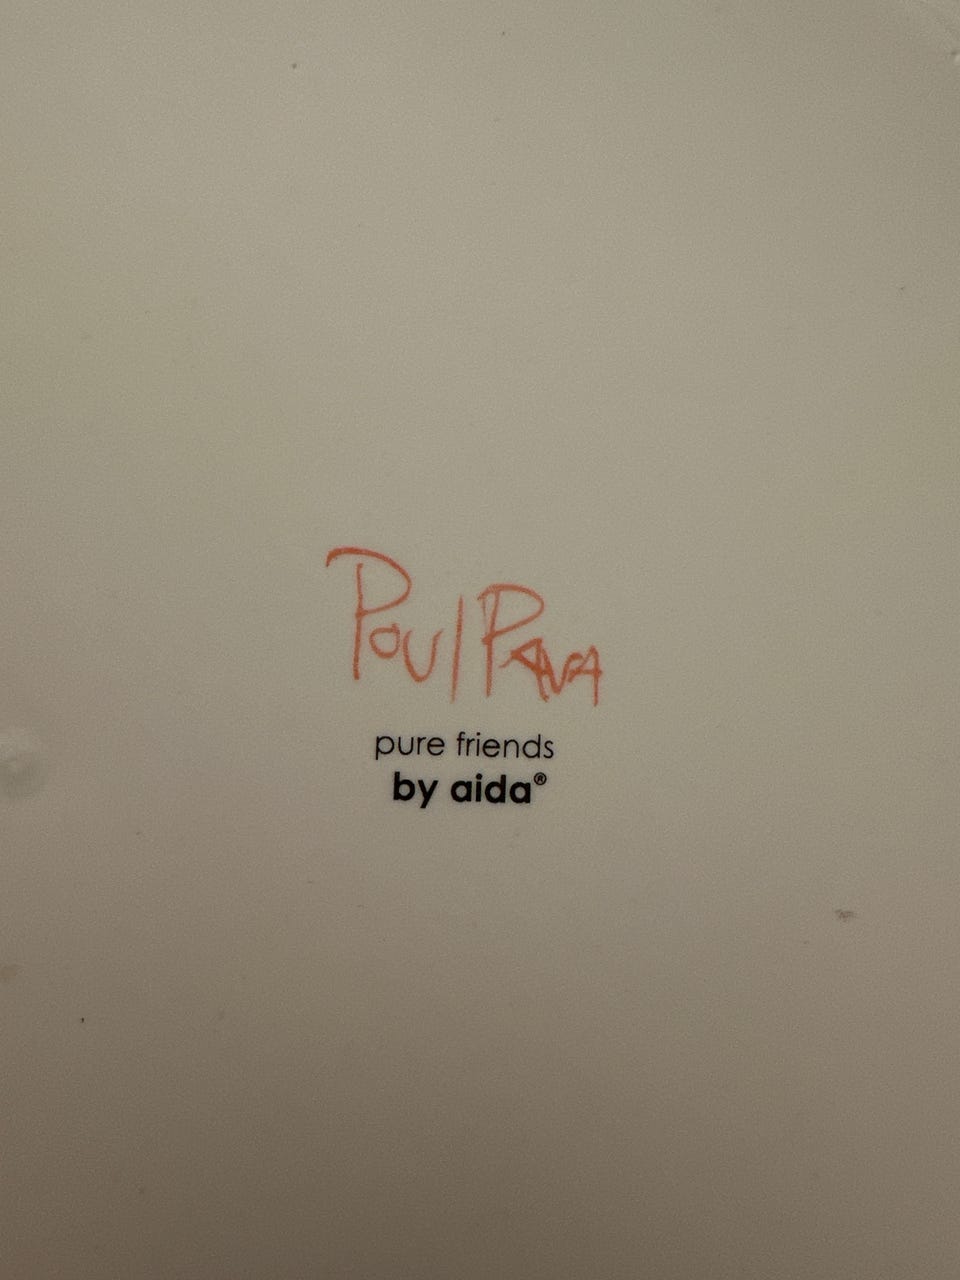 Poul Pava
pure friends
by aida®